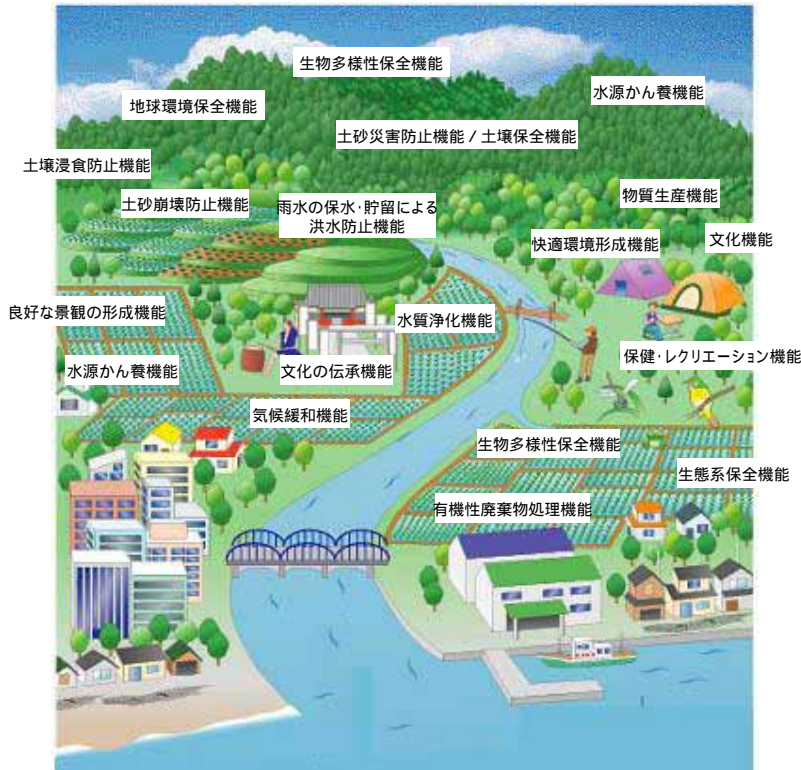 生物多様性保全機能
水源かん養機能
地球環境保全機能
土砂災害防止機能 / 土壌保全機能
土壌浸食防止機能
物質生産機能
土砂崩壊防止機能
雨水の保水・貯留による
洪水防止機能
文化機能
快適環境形成機能
良好な景観の形成機能
水質浄化機能
保健・レクリエーション機能
水源かん養機能
文化の伝承機能
気候緩和機能
生物多様性保全機能
生態系保全機能
有機性廃棄物処理機能